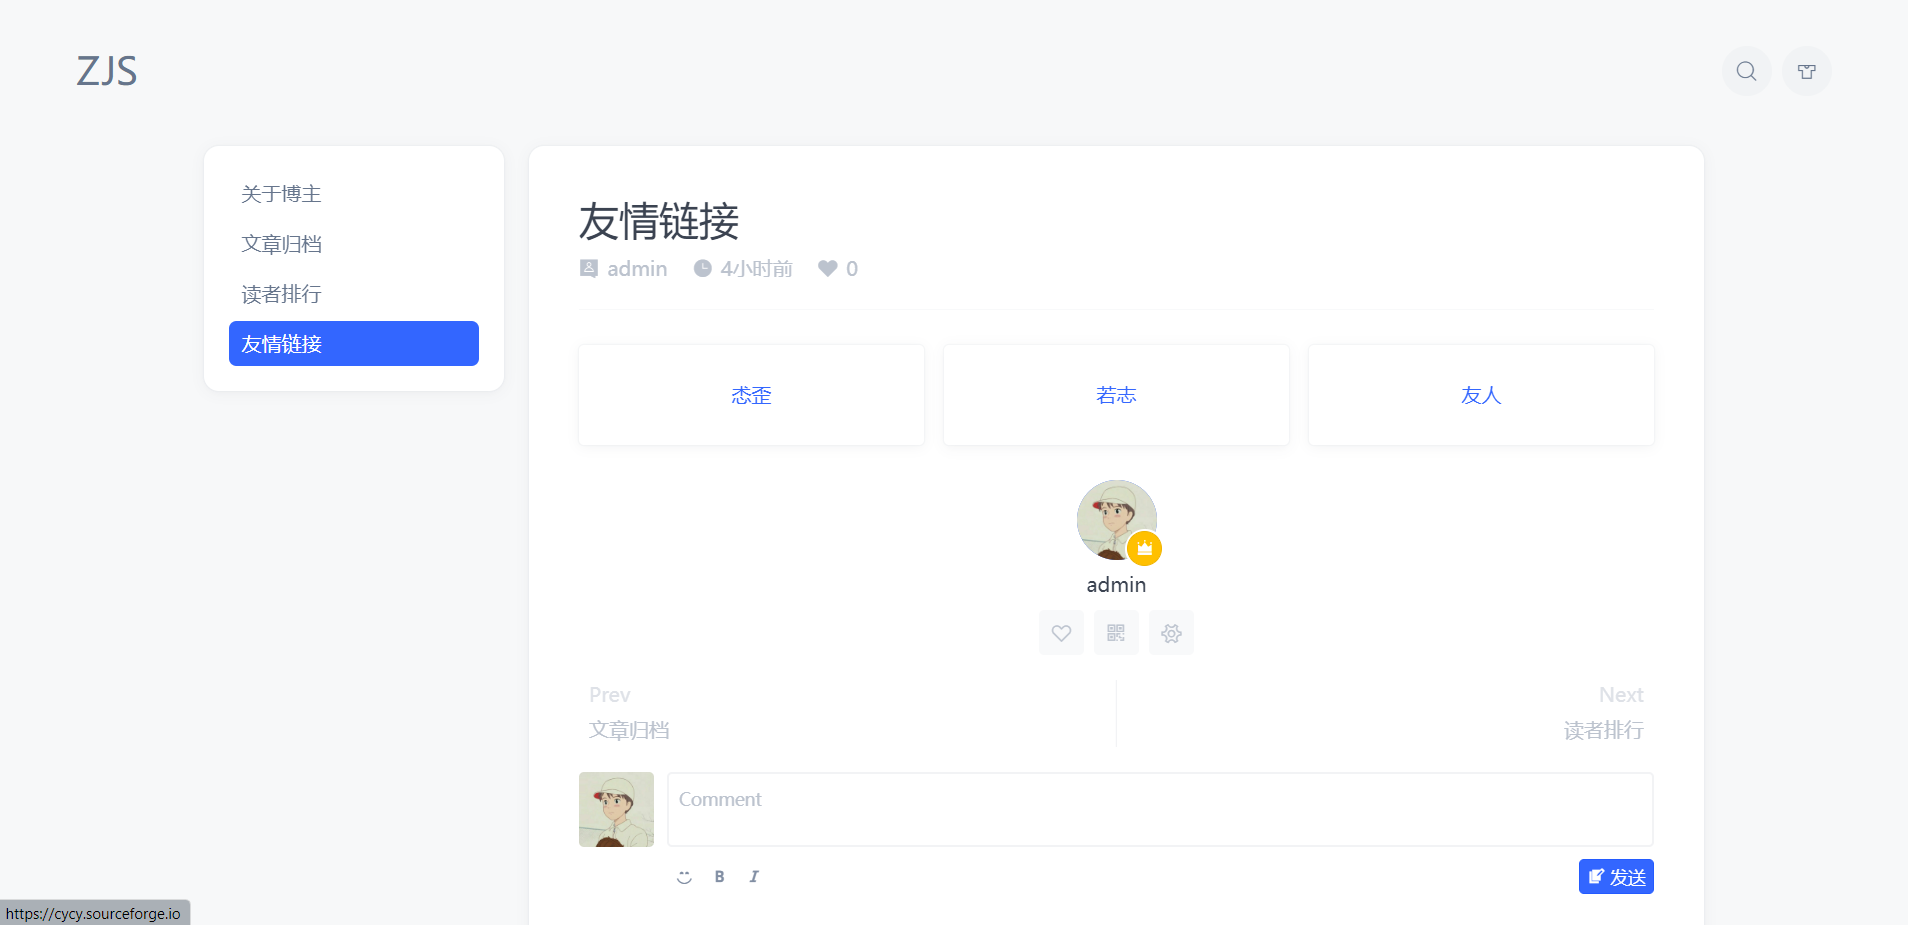 ZJS
关于博主
文章归档
读者排行
友情链接
友情链接
admin 4小时前 0
忞歪 若志 友人
admin
Prev Next
文章归档 读者排行
Comment
B I 发送
https://cycy.sourceforge.io